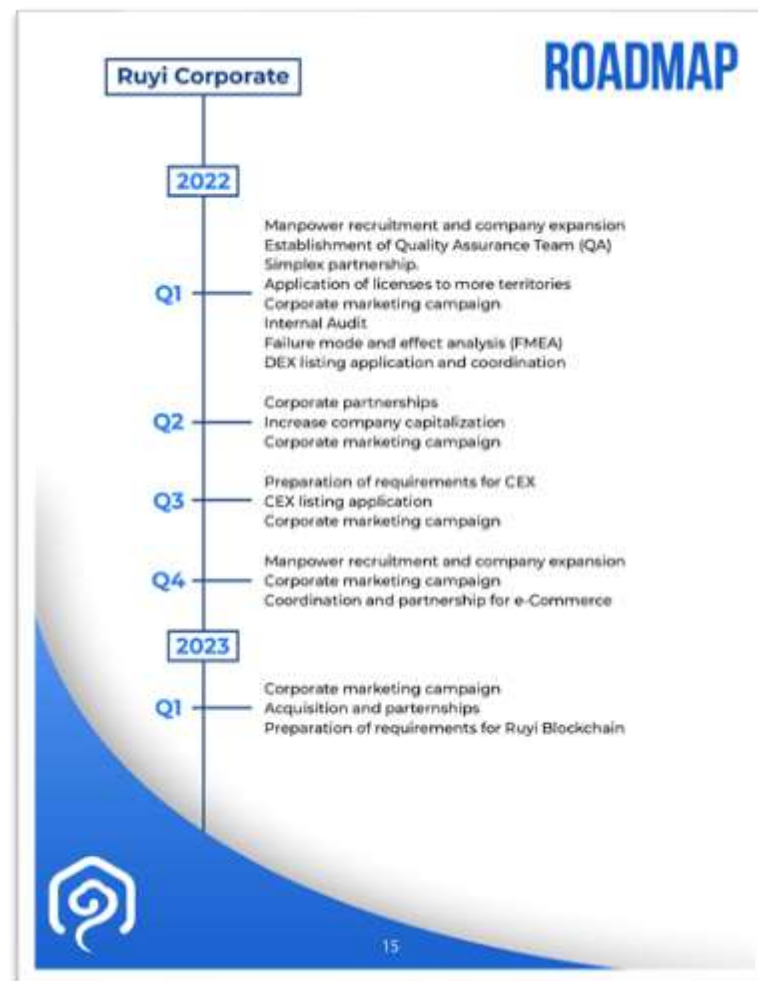 ROADMAP
Ruyi Corporate
2022
Q1
Manpower recruitment and company expansion
Establishment of Quality Assurance Team (QA)
Simplex partnership.
Application of licenses to more territories
Corporate marketing campaign
Internal Audit
Failure mode and effect analysis (FMEA)
DEX listing application and coordination
Q2
Corporate partnerships
Increase company capitalization
Corporate marketing campaign
Q3
Preparation of requirements for CEX
CEX listing application
Corporate marketing campaign
Q4
Manpower recruitment and company expansion
Corporate marketing campaign
Coordination and partnership for e-Commerce
2023
Q1
Corporate marketing campaign
Acquisition and parternships
Preparation of requirements for Ruyi Blockchain
15